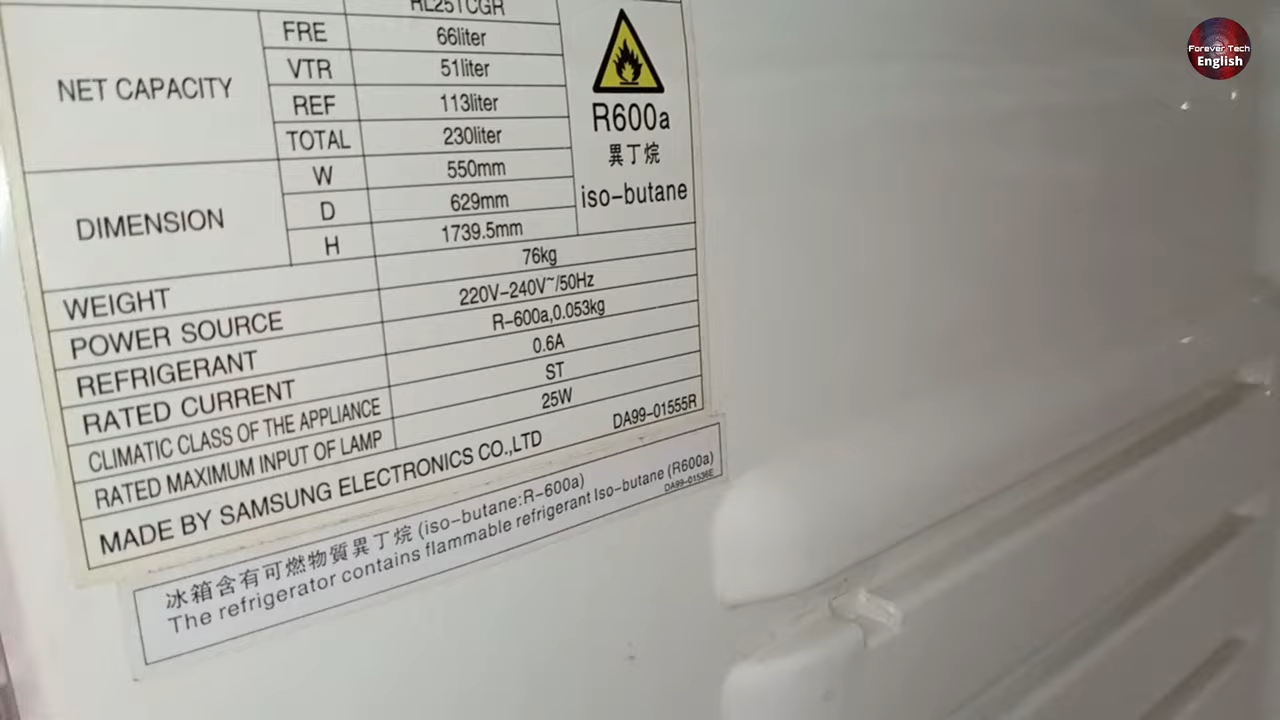 RL251CGR
NET CAPACITY
FRE 66liter
VTR 51liter
REF 113liter
TOTAL 230liter
DIMENSION
W 550mm
D 629mm
H 1739.5mm
R600a
異丁烷
iso-butane
WEIGHT 76kg
POWER SOURCE 220V-240V~/50Hz
REFRIGERANT R-600a,0.053kg
RATED CURRENT 0.6A
CLIMATIC CLASS OF THE APPLIANCE ST
RATED MAXIMUM INPUT OF LAMP 25W
MADE BY SAMSUNG ELECTRONICS CO.,LTD DA99-01555R
冰箱含有可燃物質異丁烷 (iso-butane:R-600a)
The refrigerator contains flammable refrigerant Iso-butane (R600a)
DA99-01536E
Forever Tech
English